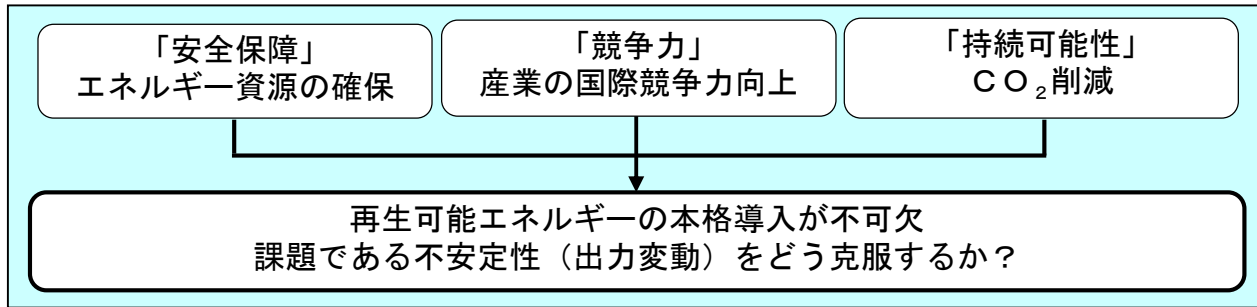 「安全保障」
エネルギー資源の確保
「競争力」
産業の国際競争力向上
「持続可能性」
ＣＯ₂削減
再生可能エネルギーの本格導入が不可欠
課題である不安定性（出力変動）をどう克服するか？